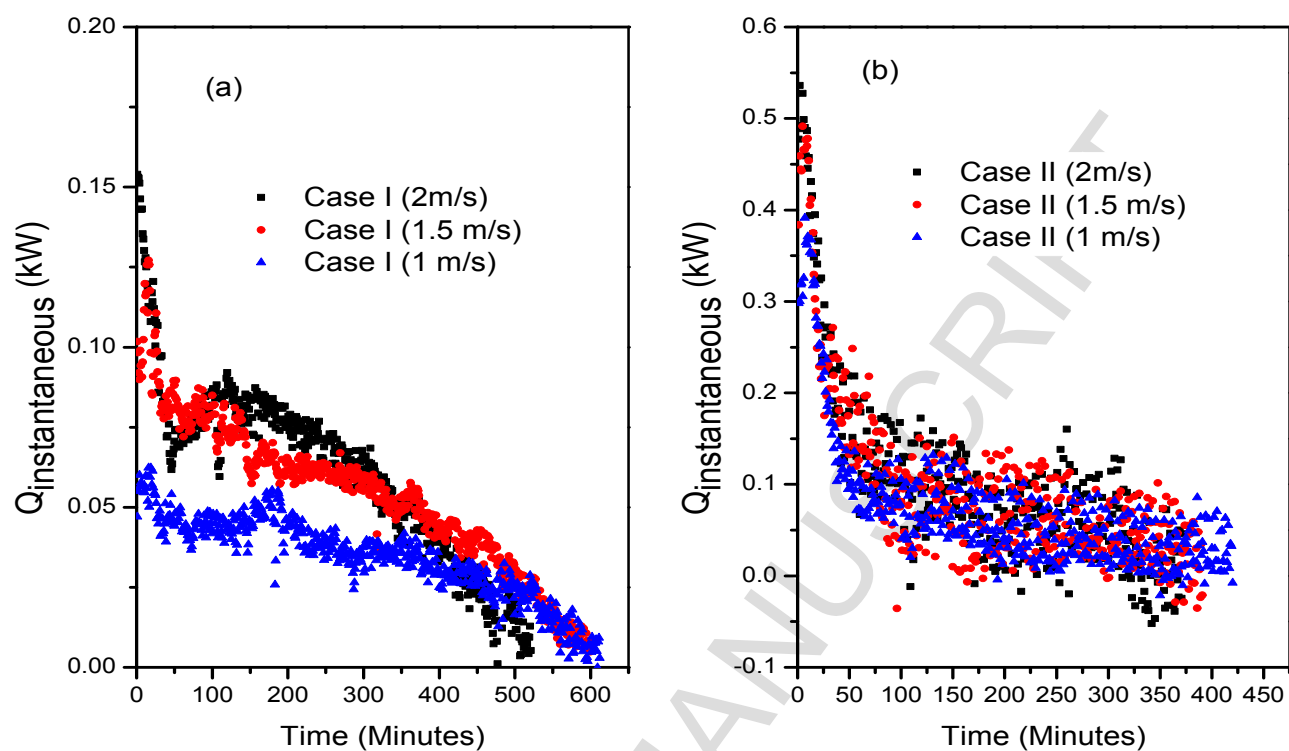 0.20
0.15
0.10
0.05
0.00
Qinstantaneous (kW)
(a)
Case I (2m/s)
Case I (1.5 m/s)
Case I (1 m/s)
0 100 200 300 400 500 600
Time (Minutes)
0.6
0.5
0.4
0.3
0.2
0.1
0.0
-0.1
Qinstantaneous (kW)
(b)
Case II (2m/s)
Case II (1.5 m/s)
Case II (1 m/s)
0 50 100 150 200 250 300 350 400 450
Time (Minutes)
ANUSCRIPT